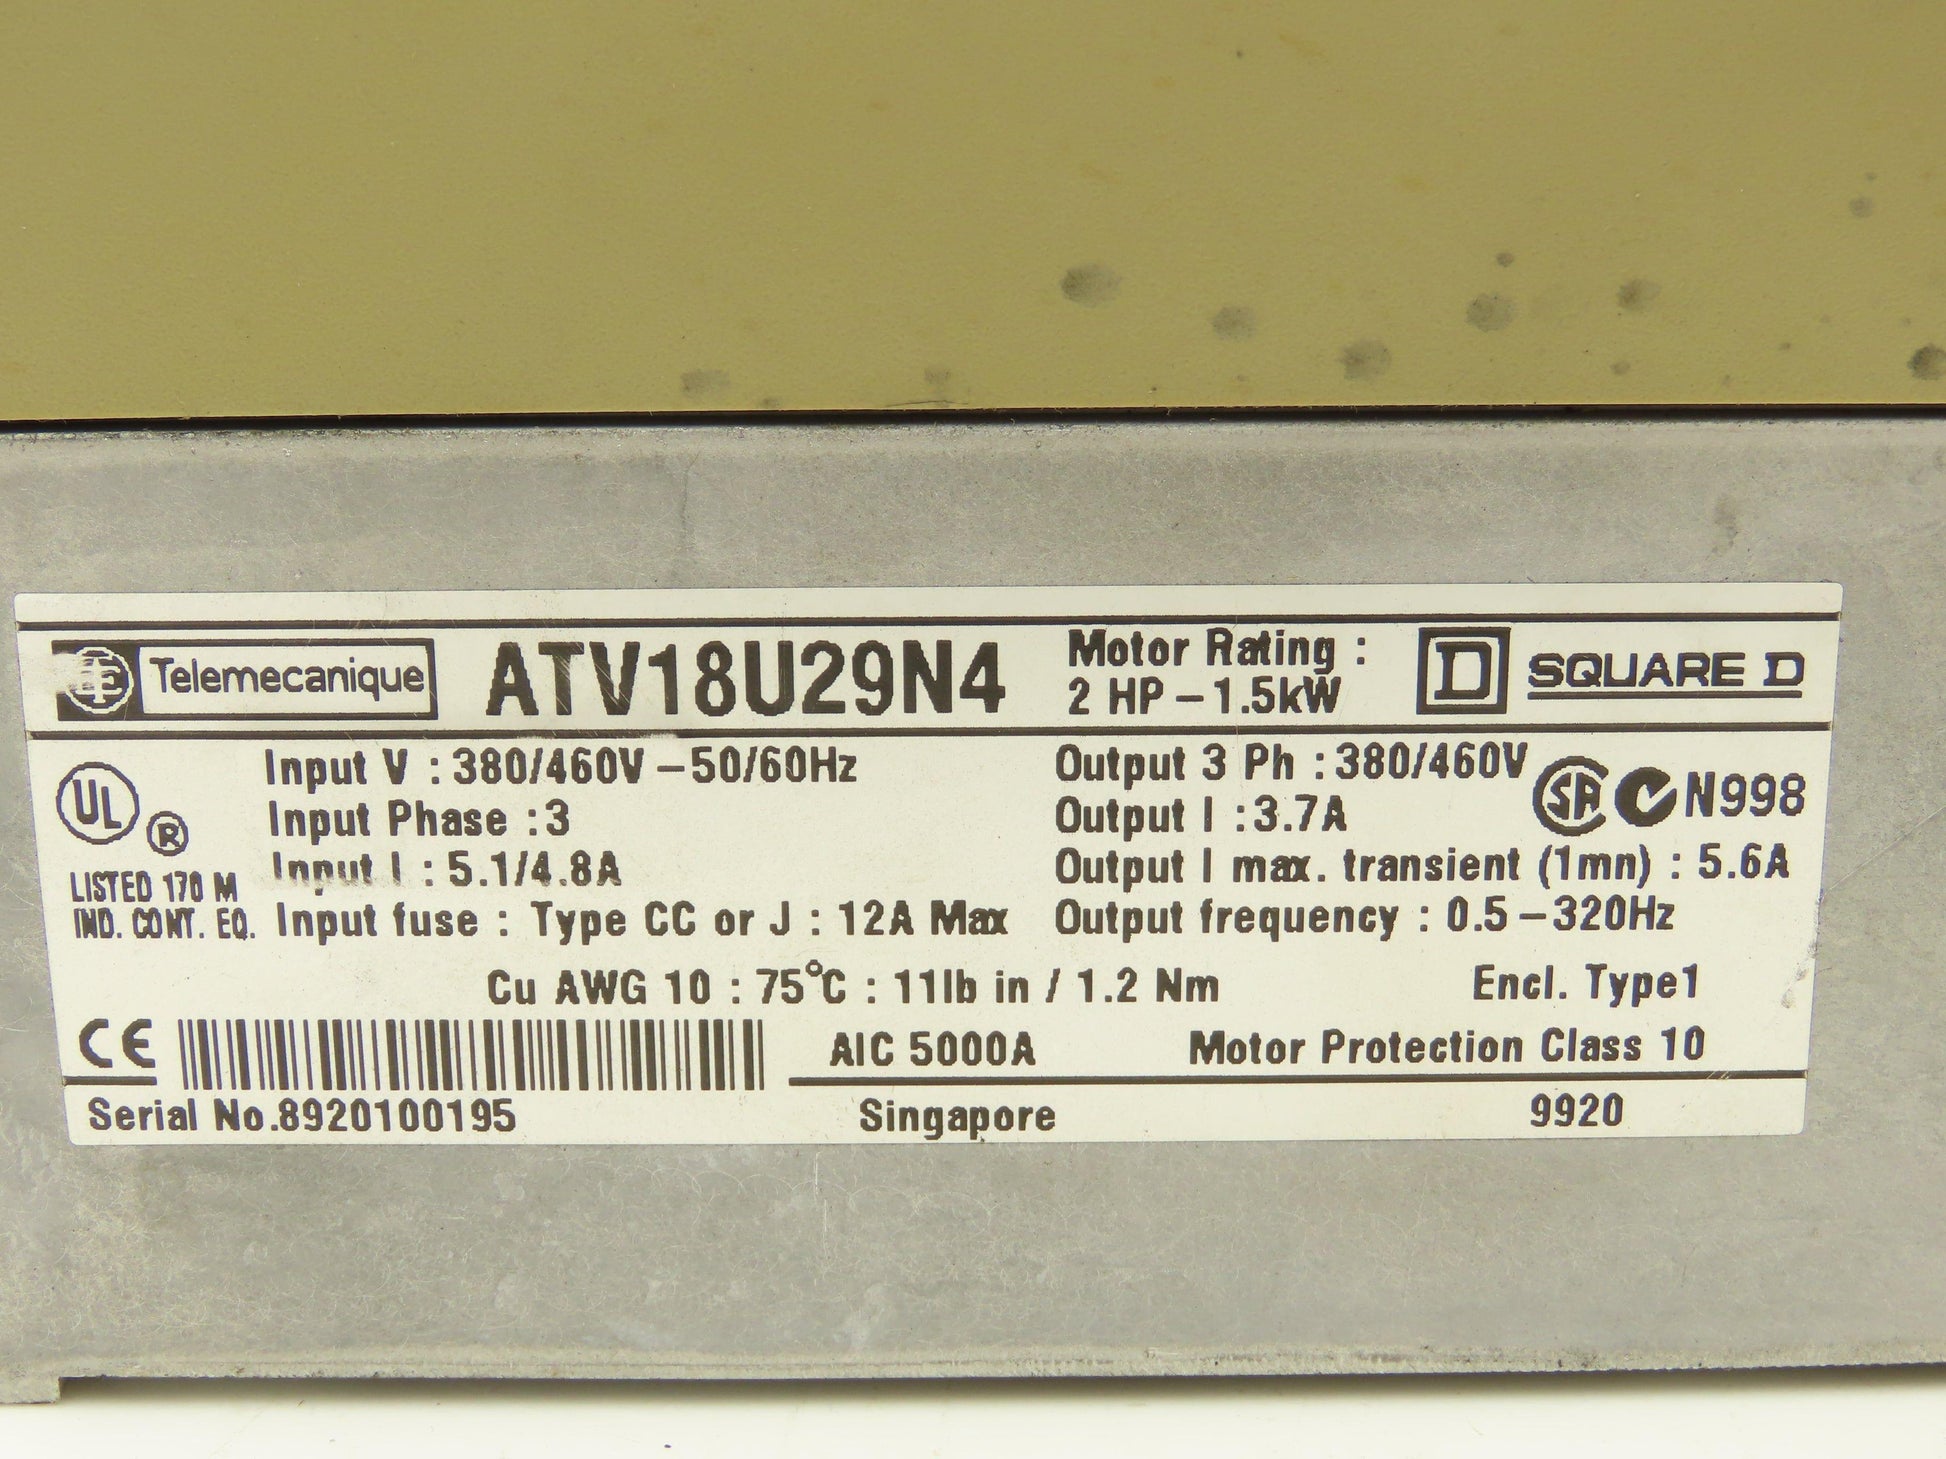 Telemecanique ATV18U29N4 Motor Rating : 2 HP – 1.5kW D SQUARE D
UL ® LISTED 170 M IND. CONT. EQ.
Input V : 380/460V – 50/60Hz
Input Phase : 3
Input I : 5.1/4.8A
Input fuse : Type CC or J : 12A Max
Output 3 Ph : 380/460V
Output I : 3.7A
Output I max. transient (1mn) : 5.6A
Output frequency : 0.5 – 320Hz
SA N998
Cu AWG 10 : 75°C : 11lb in / 1.2 Nm Encl. Type1
CE AIC 5000A Motor Protection Class 10
Serial No.8920100195 Singapore 9920